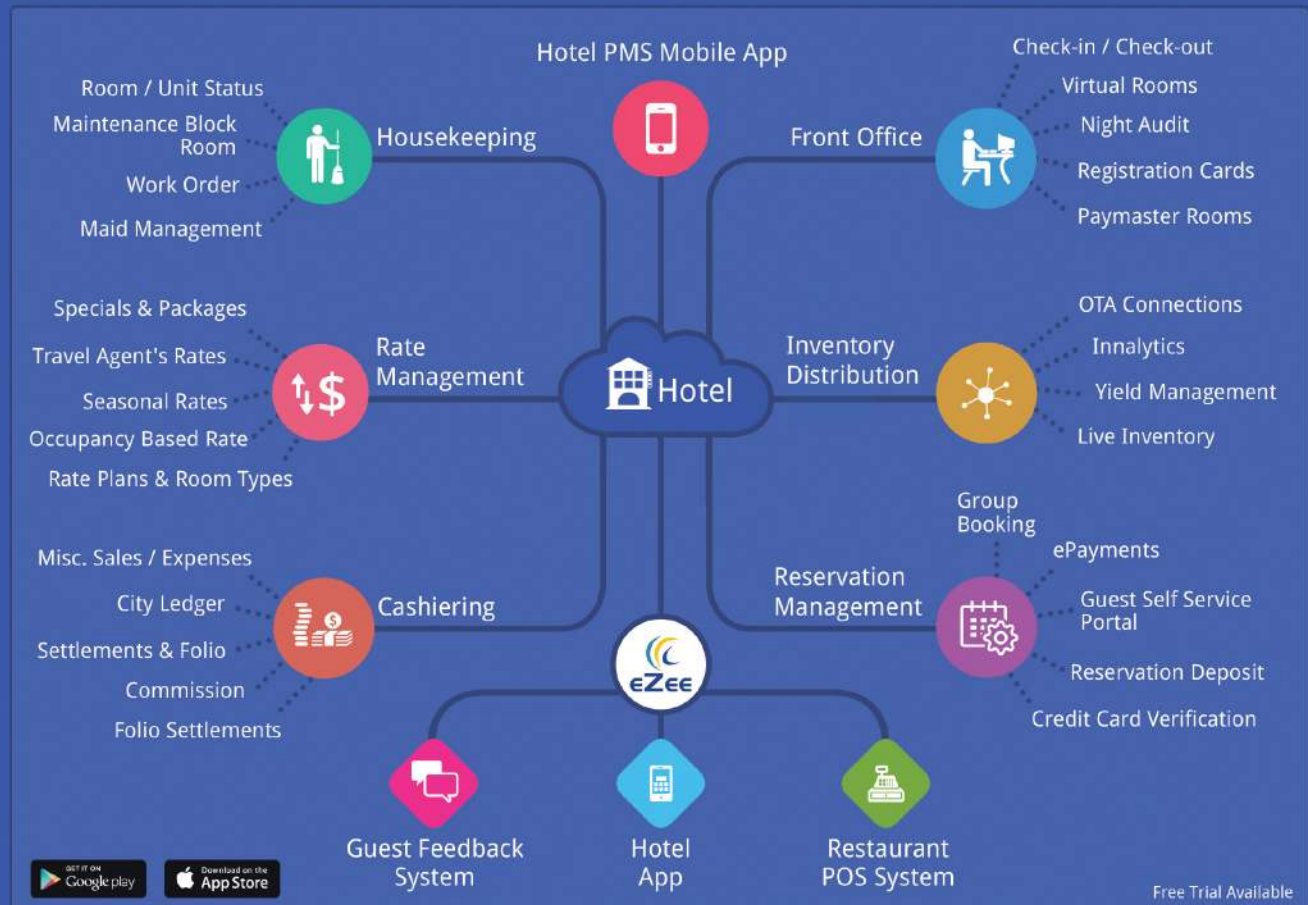 Hotel PMS Mobile App
Room / Unit Status
Maintenance Block
Room
Work Order
Maid Management
Housekeeping
Front Office
Check-in / Check-out
Virtual Rooms
Night Audit
Registration Cards
Paymaster Rooms
Specials & Packages
Travel Agent's Rates
Seasonal Rates
Occupancy Based Rate
Rate Plans & Room Types
Rate
Management
Hotel
Inventory
Distribution
OTA Connections
Innalytics
Yield Management
Live Inventory
Misc. Sales / Expenses
City Ledger
Settlements & Folio
Commission
Folio Settlements
Cashiering
Reservation
Management
Group
Booking
ePayments
Guest Self Service
Portal
Reservation Deposit
Credit Card Verification
eZee
Guest Feedback
System
Hotel
App
Restaurant
POS System
GET IT ON
Google play
Download on the
App Store
Free Trial Available